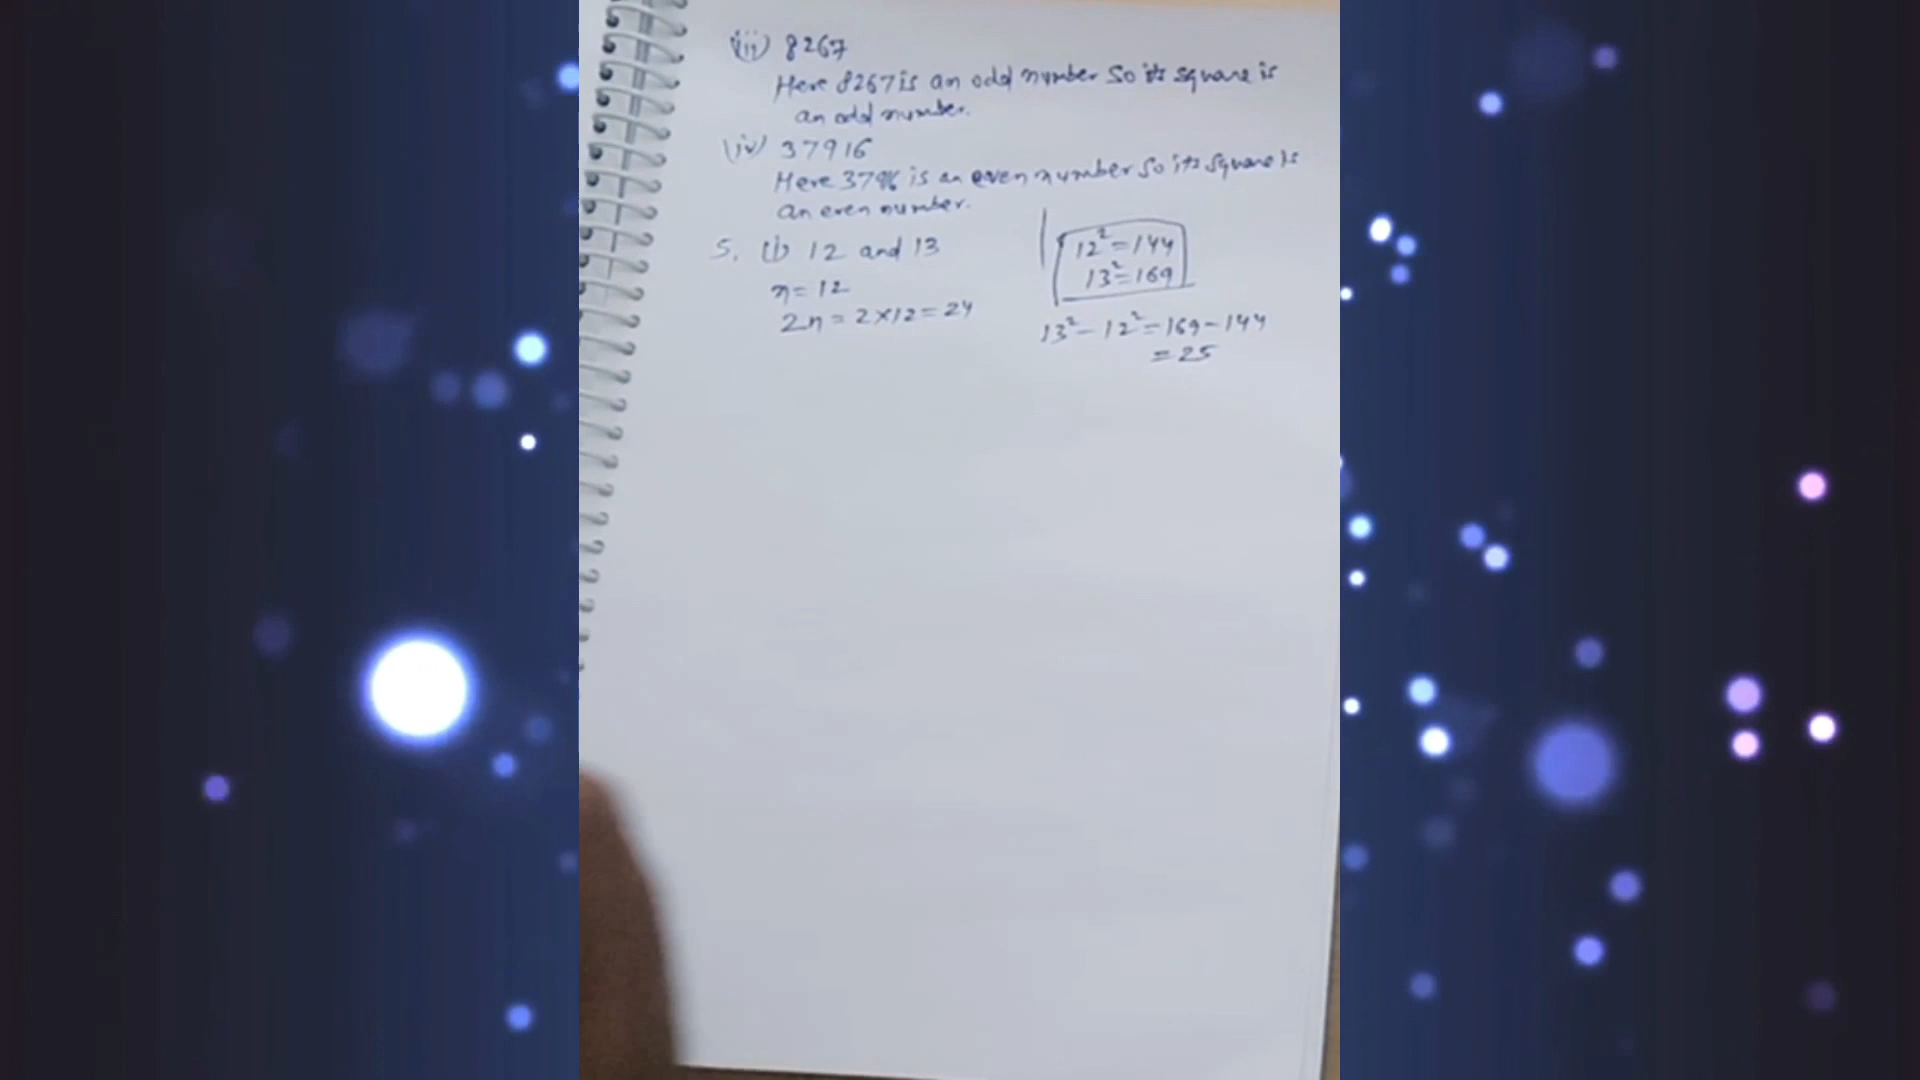 (iii) 8267
Here 8267 is an odd number so its square is
an odd number.
(iv) 37916
Here 3796 is an even number so its square is
an even number.
5. (i) 12 and 13
n = 12
2n = 2×12 = 24
12² = 144
13² = 169
13² - 12² = 169 - 144
= 25